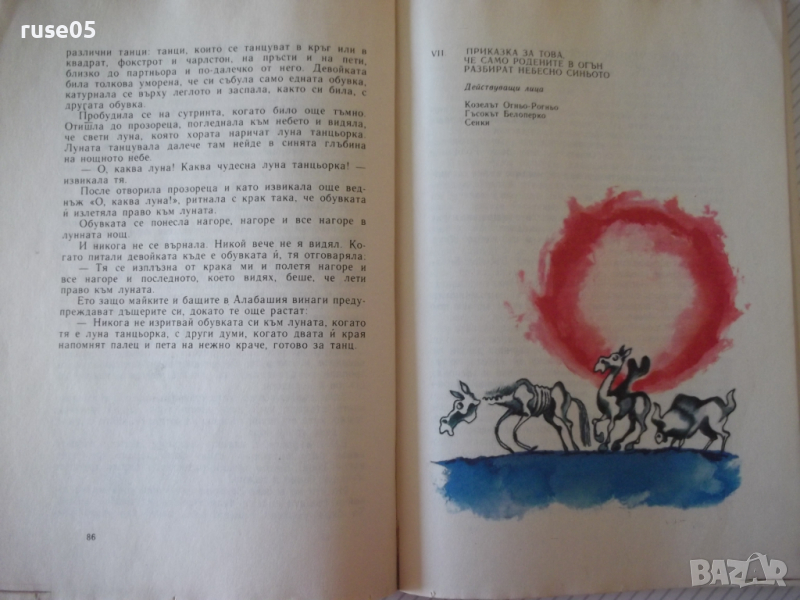 ruse05
различни танци: танци, които се танцуват в кръг или в
квадрат, фокстрот и чарлстон, на пръсти и на пети,
близко до партньора и по-далечко от него. Девойката
била толкова уморена, че си събула само едната обувка,
катурнала се върху леглото и заспала, както си била, с
другата обувка.
Пробудила се на сутринта, когато било още тъмно.
Отишла до прозореца, погледнала към небето и видяла,
че свети луна, която хората наричат луна танцьорка.
Луната танцувала далече там нейде в синята глъбина
на нощното небе.
— О, каква луна! Каква чудесна луна танцьорка! —
извикала тя.
После отворила прозореца и като извикала още вед-
нъж «О, каква луна!», ритнала с крак така, че обувката
ѝ излетяла право към луната.
Обувката се понесла нагоре, нагоре и все нагоре в
лунната нощ.
И никога не се върнала. Никой вече не я видял. Ко-
гато питали девойката къде е обувката ѝ, тя отговаряла:
— Тя се изплъзна от крака ми и полетя нагоре и
все нагоре и последното, което видях, беше, че лети
право към луната.
Ето защо майките и бащите в Алабашия винаги преду-
преждават дъщерите си, докато те още растат:
— Никога не изритвай обувката си към луната, когато
тя е луна танцьорка, с други думи, когато двата ѝ края
напомнят палец и пета на нежно краче, готово за танц.
86
VII. ПРИКАЗКА ЗА ТОВА,
ЧЕ САМО РОДЕНИТЕ В ОГЪН
РАЗБИРАТ НЕБЕСНО СИНЬОТО
Действуващи лица
Козелът Огньо-Рогньо
Гъсокът Белоперко
Сенки
BAZAR
bazar.bg